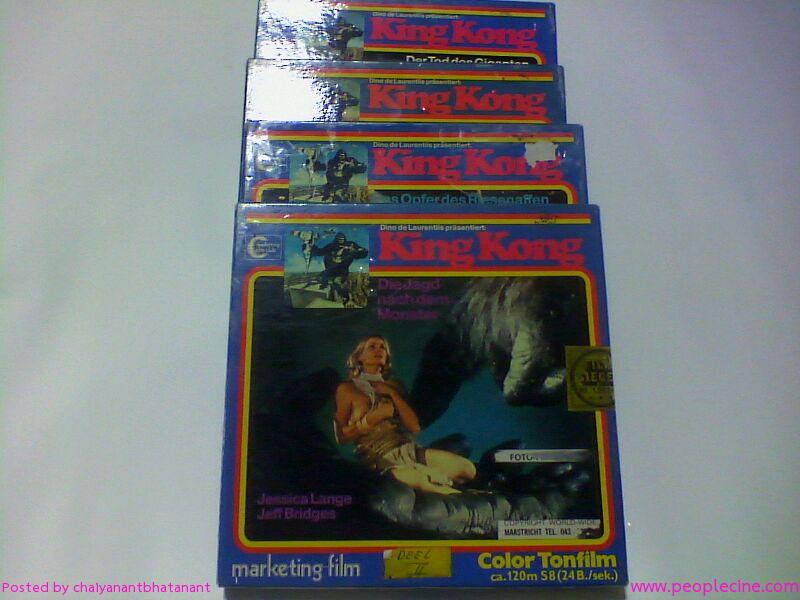 Dino de Laurentiis präsentiert:
King Kong
Der Tod des Giganten
Dino de Laurentiis präsentiert:
King Kong
Dino de Laurentiis präsentiert:
King Kong
Das Opfer des Riesenaffen
Dino de Laurentiis präsentiert:
King Kong
Die Jagd
nach dem
Monster
Jessica Lange
Jeff Bridges
COPYRIGHT WORLD-WIDE
MAASTRICHT TEL. 043
marketing film
DEEL
II
Color Tonfilm
ca. 120m S8 (24 B./sek.)
Posted by chaiyanantbhatanant
www.peoplecine.com